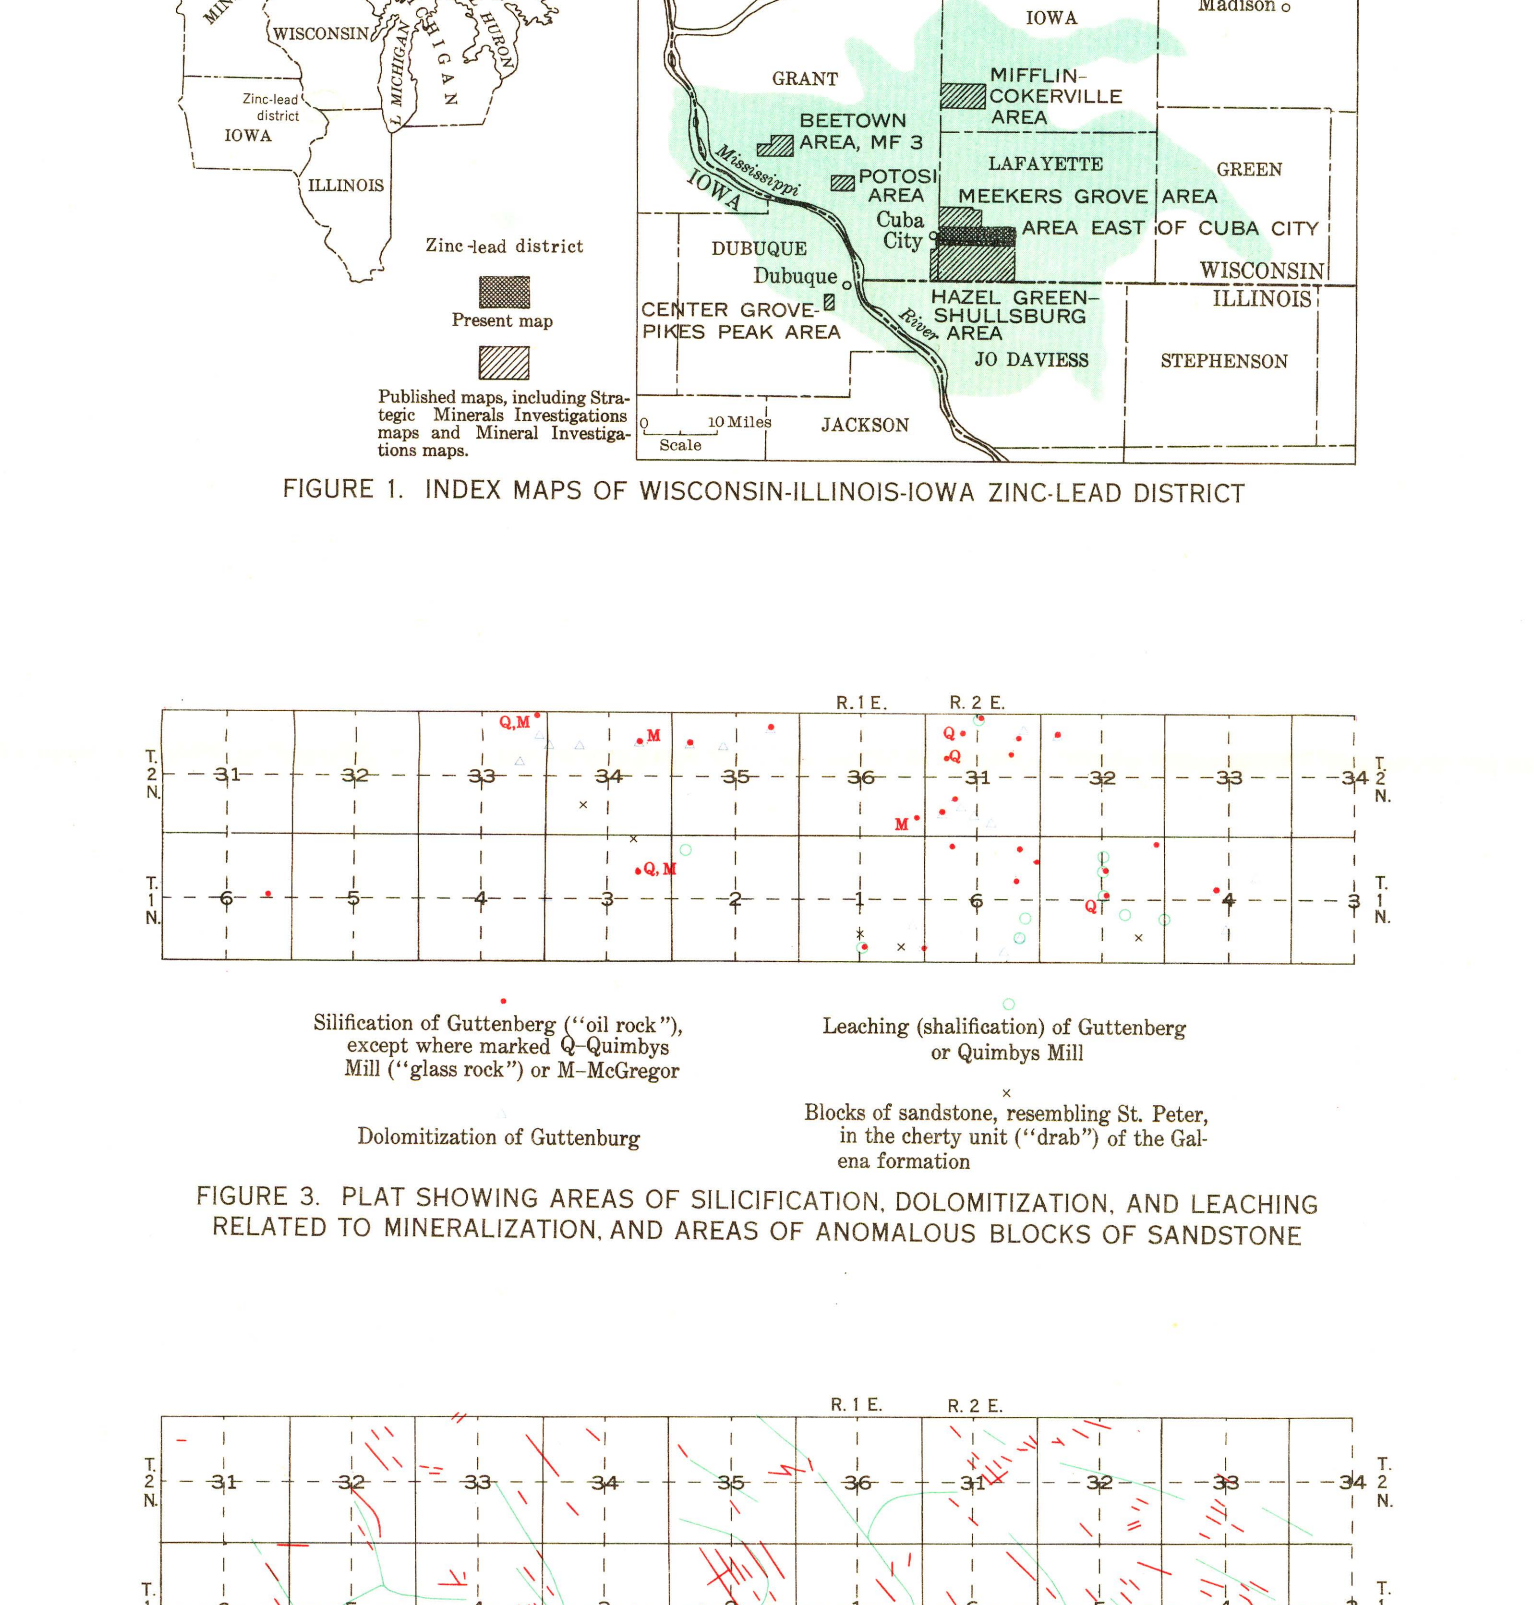 WISCONSIN
L MICHIGAN
MICHIGAN
HURON
Zinc-lead
district
IOWA
ILLINOIS
Zinc-lead district
Present map
Published maps, including Stra-
tegic Minerals Investigations
maps and Mineral Investiga-
tions maps.
IOWA
Madison
GRANT
MIFFLIN-
COKERVILLE
AREA
BEETOWN
AREA, MF 3
Mississippi
IOWA
POTOSI
AREA
LAFAYETTE
GREEN
MEEKERS GROVE AREA
Cuba
City
AREA EAST OF CUBA CITY
DUBUQUE
Dubuque
WISCONSIN
ILLINOIS
CENTER GROVE-
PIKES PEAK AREA
HAZEL GREEN-
SHULLSBURG
AREA
River
JO DAVIESS
STEPHENSON
0 10 Miles
Scale
JACKSON
FIGURE 1. INDEX MAPS OF WISCONSIN-ILLINOIS-IOWA ZINC-LEAD DISTRICT
R. 1 E. R. 2 E.
Q,M
M
Q
Q
T.
2
N.
31 32 33 34 35 36 31 32 33 34
T.
2
N.
M
Q, M
T.
1
N.
6 5 4 3 2 1 6 4 3
T.
1
N.
Q
Silification of Guttenberg (“oil rock”),
except where marked Q–Quimbys
Mill (“glass rock”) or M–McGregor
Dolomitization of Guttenburg
Leaching (shalification) of Guttenberg
or Quimbys Mill
Blocks of sandstone, resembling St. Peter,
in the cherty unit (“drab”) of the Gal-
ena formation
FIGURE 3. PLAT SHOWING AREAS OF SILICIFICATION, DOLOMITIZATION, AND LEACHING
RELATED TO MINERALIZATION, AND AREAS OF ANOMALOUS BLOCKS OF SANDSTONE
R. 1 E. R. 2 E.
T.
2
N.
31 32 33 34 35 36 31 32 33 34
T.
2
N.
T.
T.